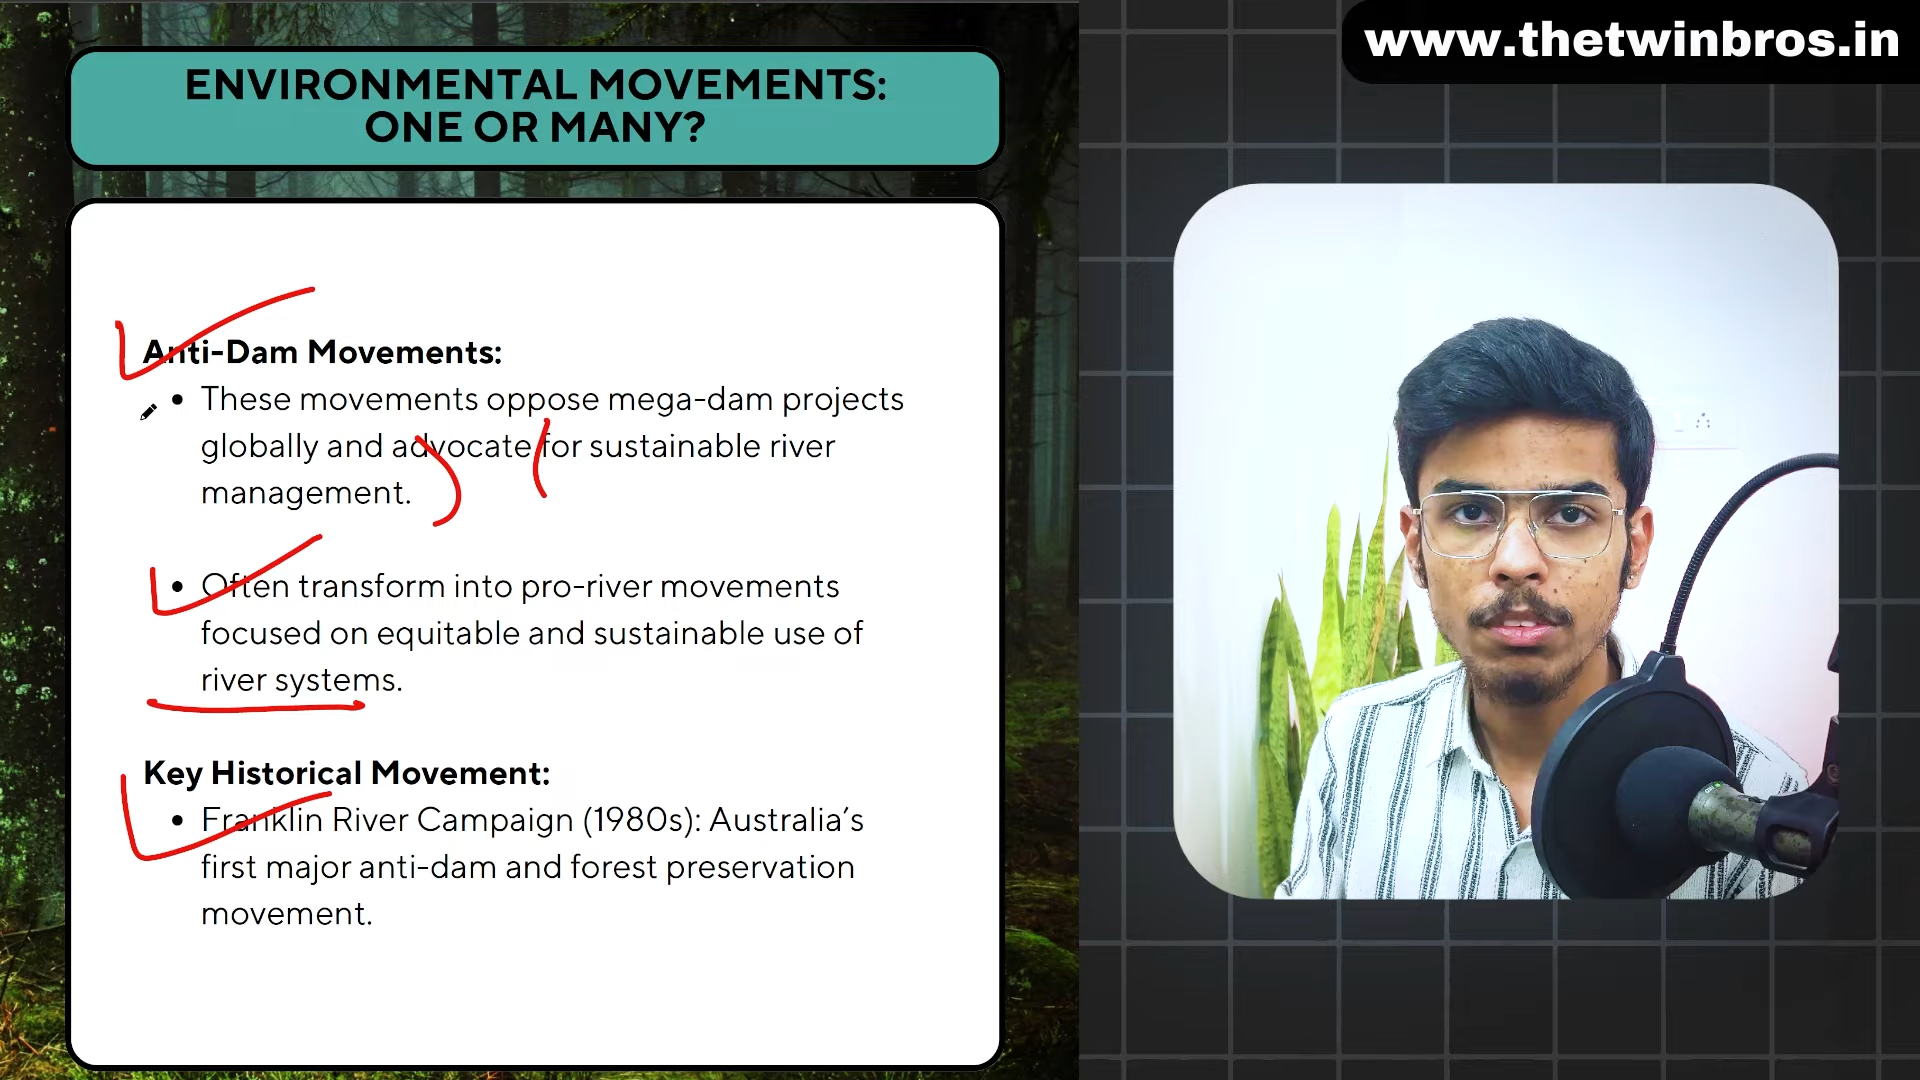 www.thetwinbros.in
ENVIRONMENTAL MOVEMENTS:
ONE OR MANY?
Anti-Dam Movements:
• These movements oppose mega-dam projects
globally and advocate for sustainable river
management.
• Often transform into pro-river movements
focused on equitable and sustainable use of
river systems.
Key Historical Movement:
• Franklin River Campaign (1980s): Australia's
first major anti-dam and forest preservation
movement.